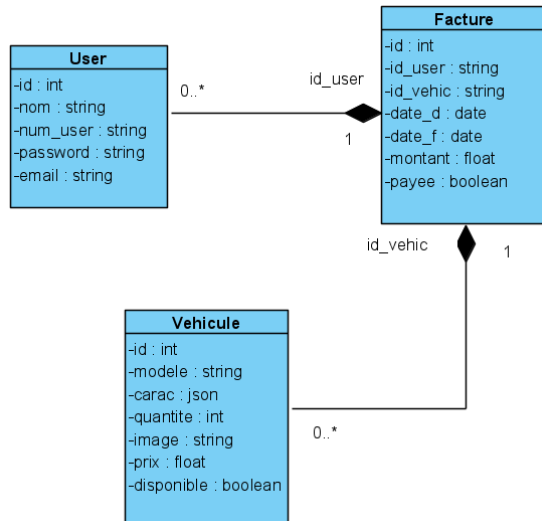 User
-id : int
-nom : string
-num_user : string
-password : string
-email : string
0..*
id_user
1
Facture
-id : int
-id_user : string
-id_vehic : string
-date_d : date
-date_f : date
-montant : float
-payee : boolean
id_vehic
1
Vehicule
-id : int
-modele : string
-carac : json
-quantite : int
-image : string
-prix : float
-disponible : boolean
0..*